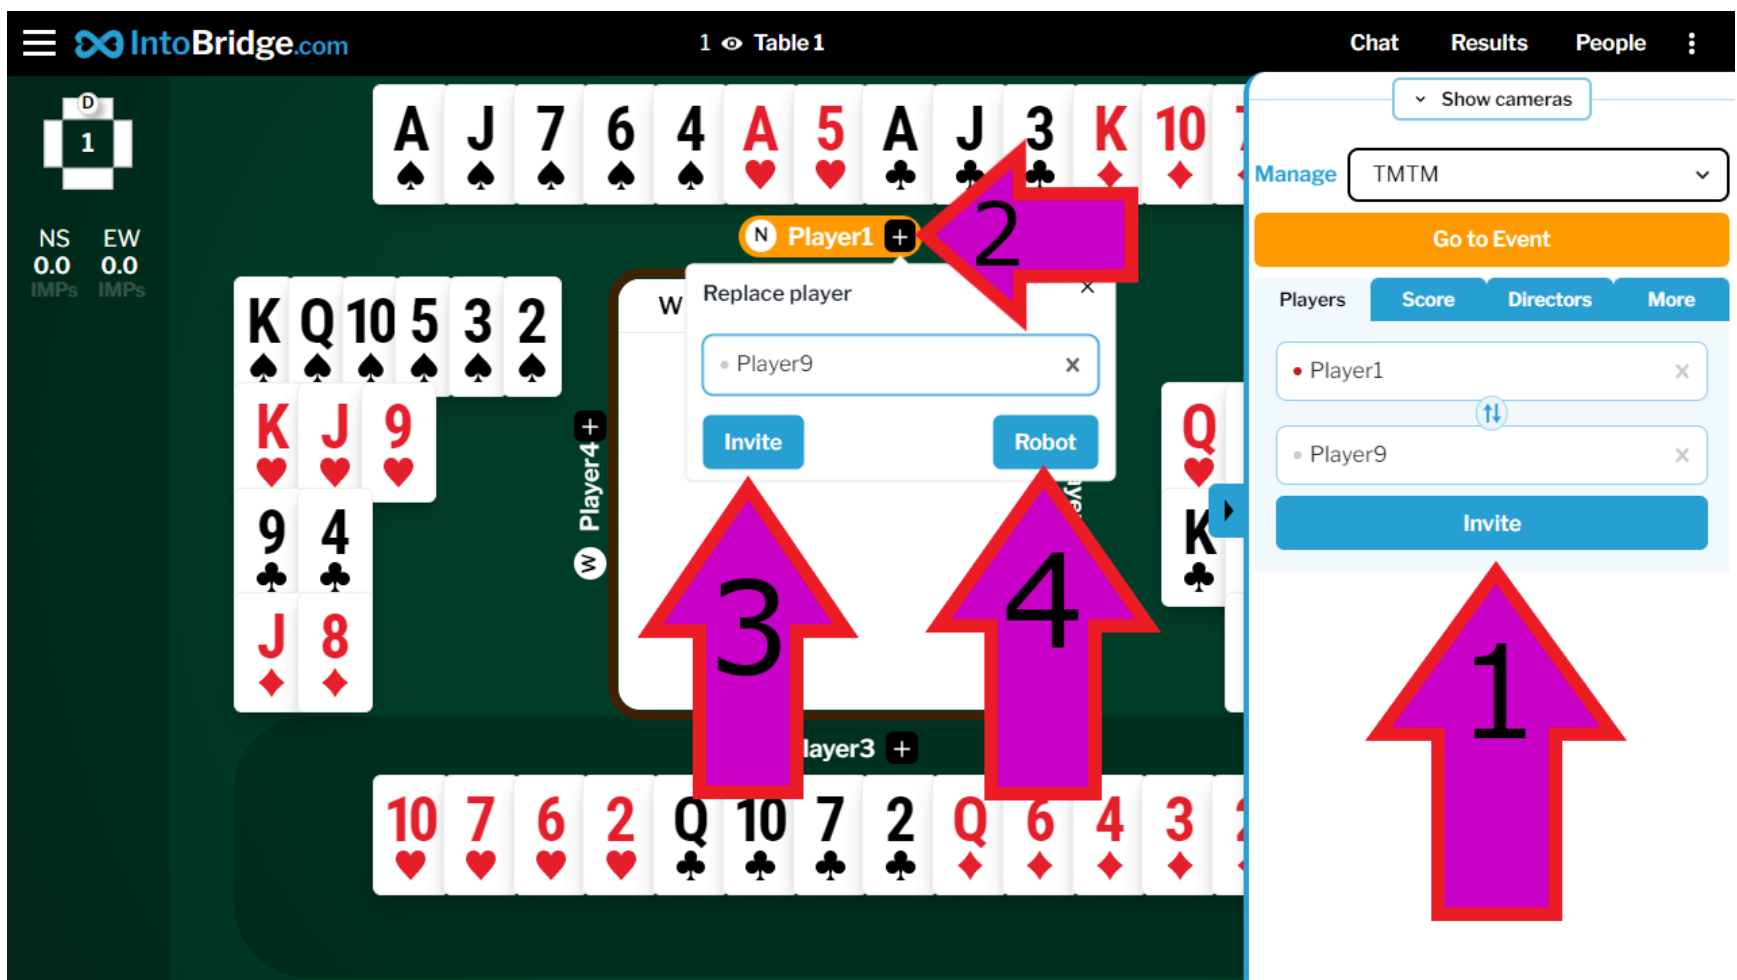 IntoBridge.com
1 Table 1
Chat Results People
D
1
NS EW
0.0 0.0
IMPs IMPs
A J 7 6 4 A 5 A J 3 K 10 7
Show cameras
Manage TMTM
Go to Event
Players Score Directors More
Player1
Player9
Invite
N Player1 +
2
W
Replace player
Player9
Invite Robot
K Q 10 5 3 2
K J 9
9 4
J 8
W Player4 +
Q
K
3
4
1
layer3 +
10 7 6 2 Q 10 7 2 Q 6 4 3 2